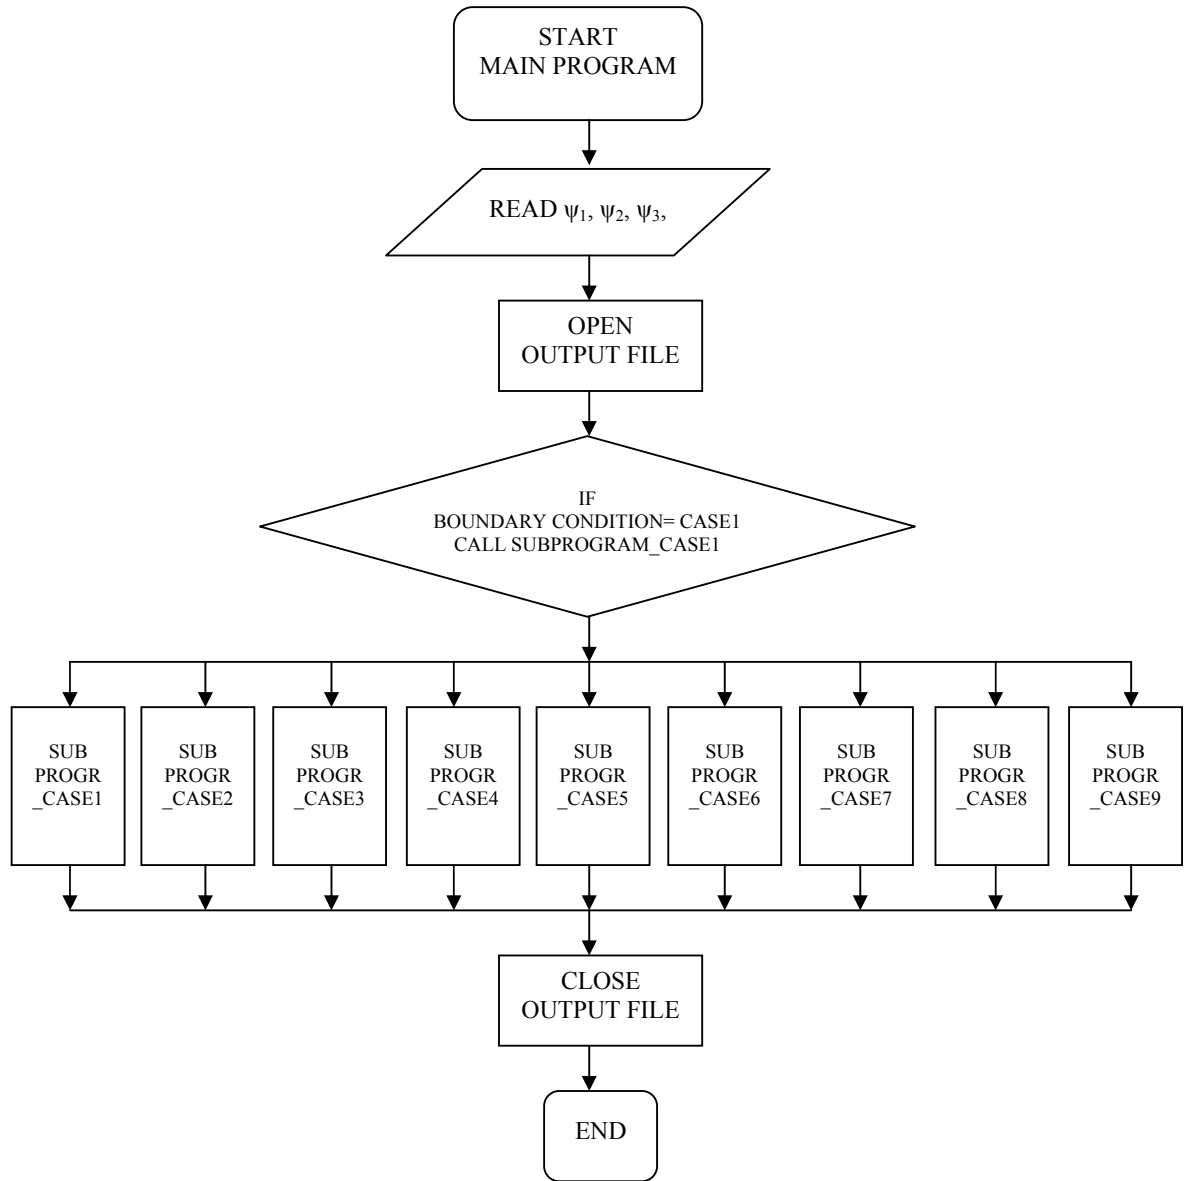 START
MAIN PROGRAM
READ ψ₁, ψ₂, ψ₃,
OPEN
OUTPUT FILE
IF
BOUNDARY CONDITION= CASE1
CALL SUBPROGRAM_CASE1
SUB
PROGR
_CASE1
SUB
PROGR
_CASE2
SUB
PROGR
_CASE3
SUB
PROGR
_CASE4
SUB
PROGR
_CASE5
SUB
PROGR
_CASE6
SUB
PROGR
_CASE7
SUB
PROGR
_CASE8
SUB
PROGR
_CASE9
CLOSE
OUTPUT FILE
END